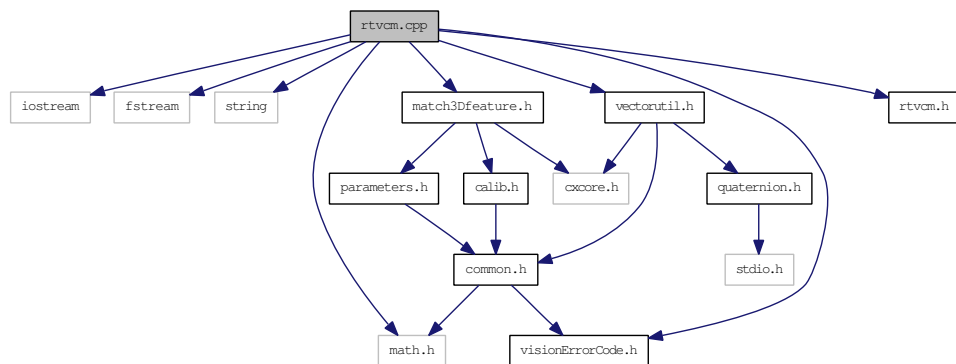 rtvcm.cpp
iostream
fstream
string
match3Dfeature.h
vectorutil.h
rtvcm.h
parameters.h
calib.h
cxcore.h
quaternion.h
common.h
stdio.h
math.h
visionErrorCode.h